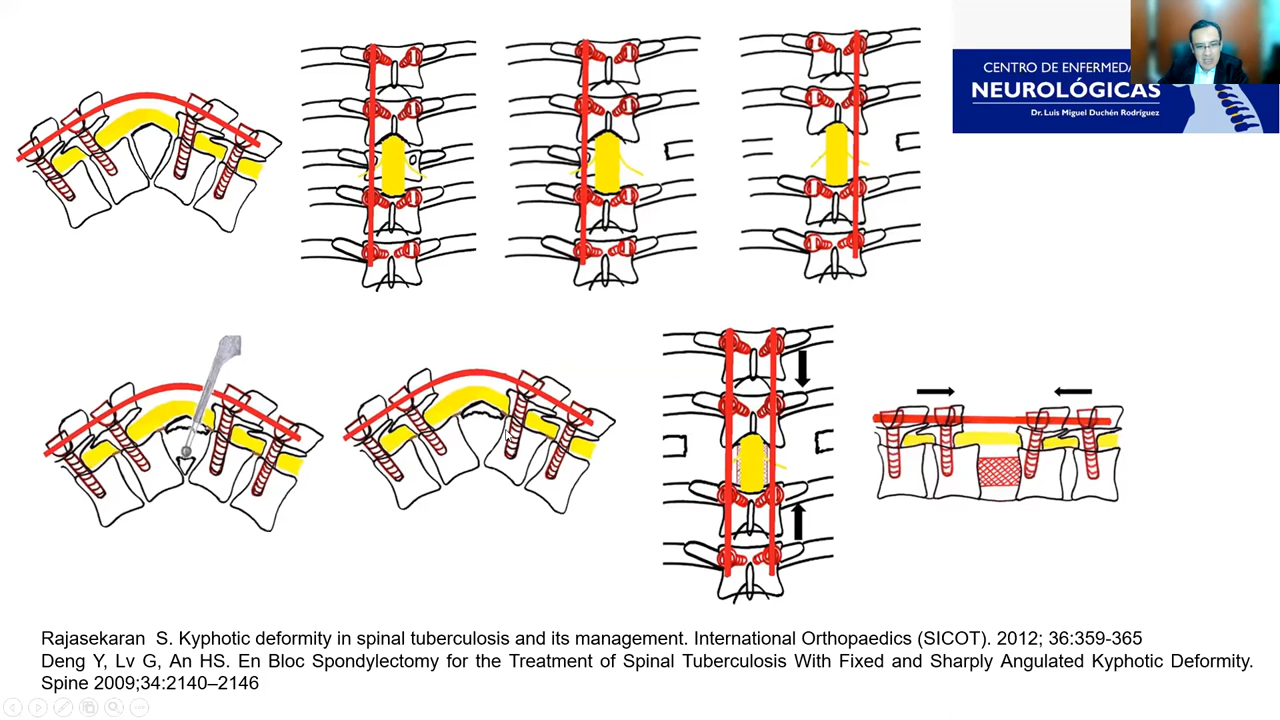 CENTRO DE ENFERMEDA
NEUROLÓGICAS
Dr. Luis Miguel Duchén Rodríguez
Rajasekaran S. Kyphotic deformity in spinal tuberculosis and its management. International Orthopaedics (SICOT). 2012; 36:359-365
Deng Y, Lv G, An HS. En Bloc Spondylectomy for the Treatment of Spinal Tuberculosis With Fixed and Sharply Angulated Kyphotic Deformity.
Spine 2009;34:2140–2146